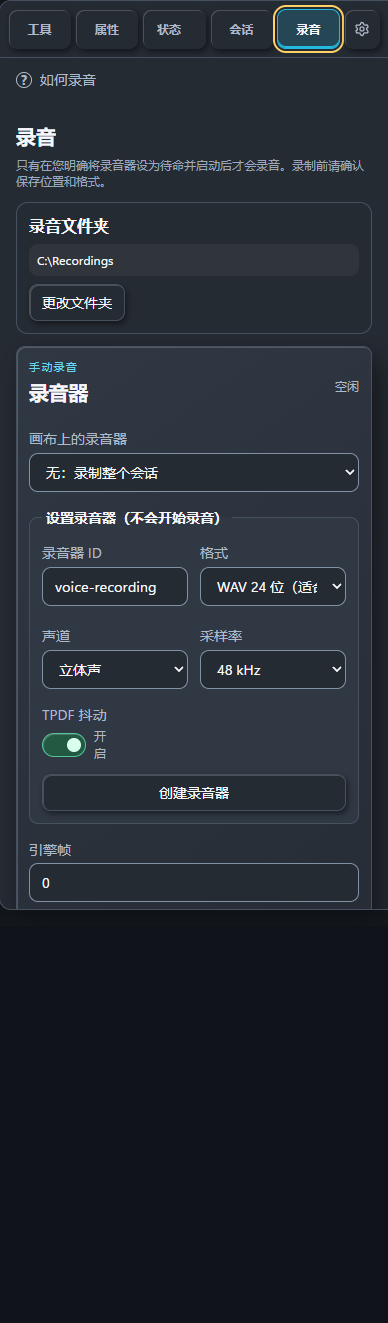 工具 属性 状态 会话 录音
如何录音
录音
只有在您明确将录音器设为待命并启动后才会录音。录制前请确认
保存位置和格式。
录音文件夹
C:\Recordings
更改文件夹
手动录音
录音器
空闲
画布上的录音器
无：录制整个会话
设置录音器（不会开始录音）
录音器 ID 格式
voice-recording WAV 24 位（适合
声道 采样率
立体声 48 kHz
TPDF 抖动
开
启
创建录音器
引擎帧
0